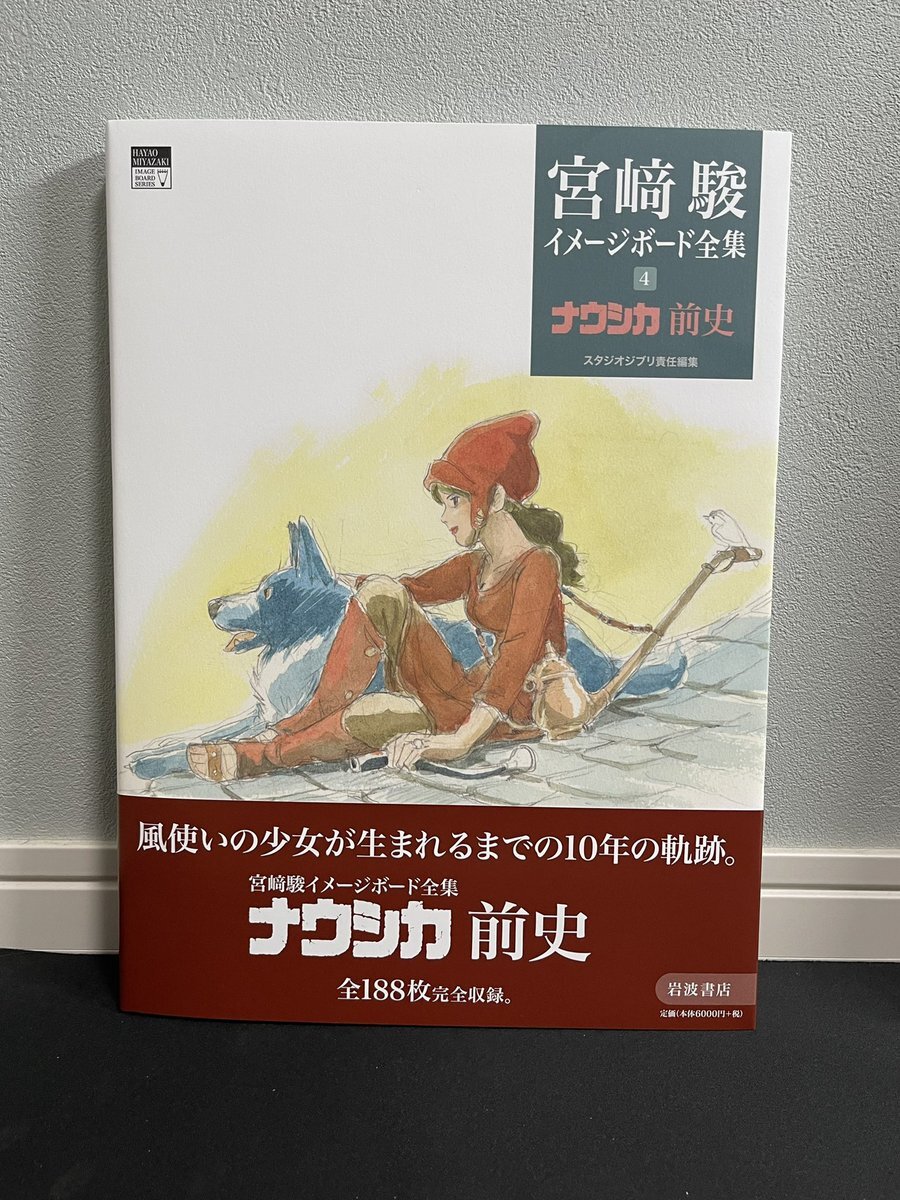 HAYAO
MIYAZAKI
IMAGE
BOARD
SERIES
宮﨑 駿
イメージボード全集
4
ナウシカ 前史
スタジオジブリ責任編集
風使いの少女が生まれるまでの10年の軌跡。
宮﨑駿イメージボード全集
ナウシカ 前史
全188枚完全収録。
岩波書店
定価(本体6000円+税)